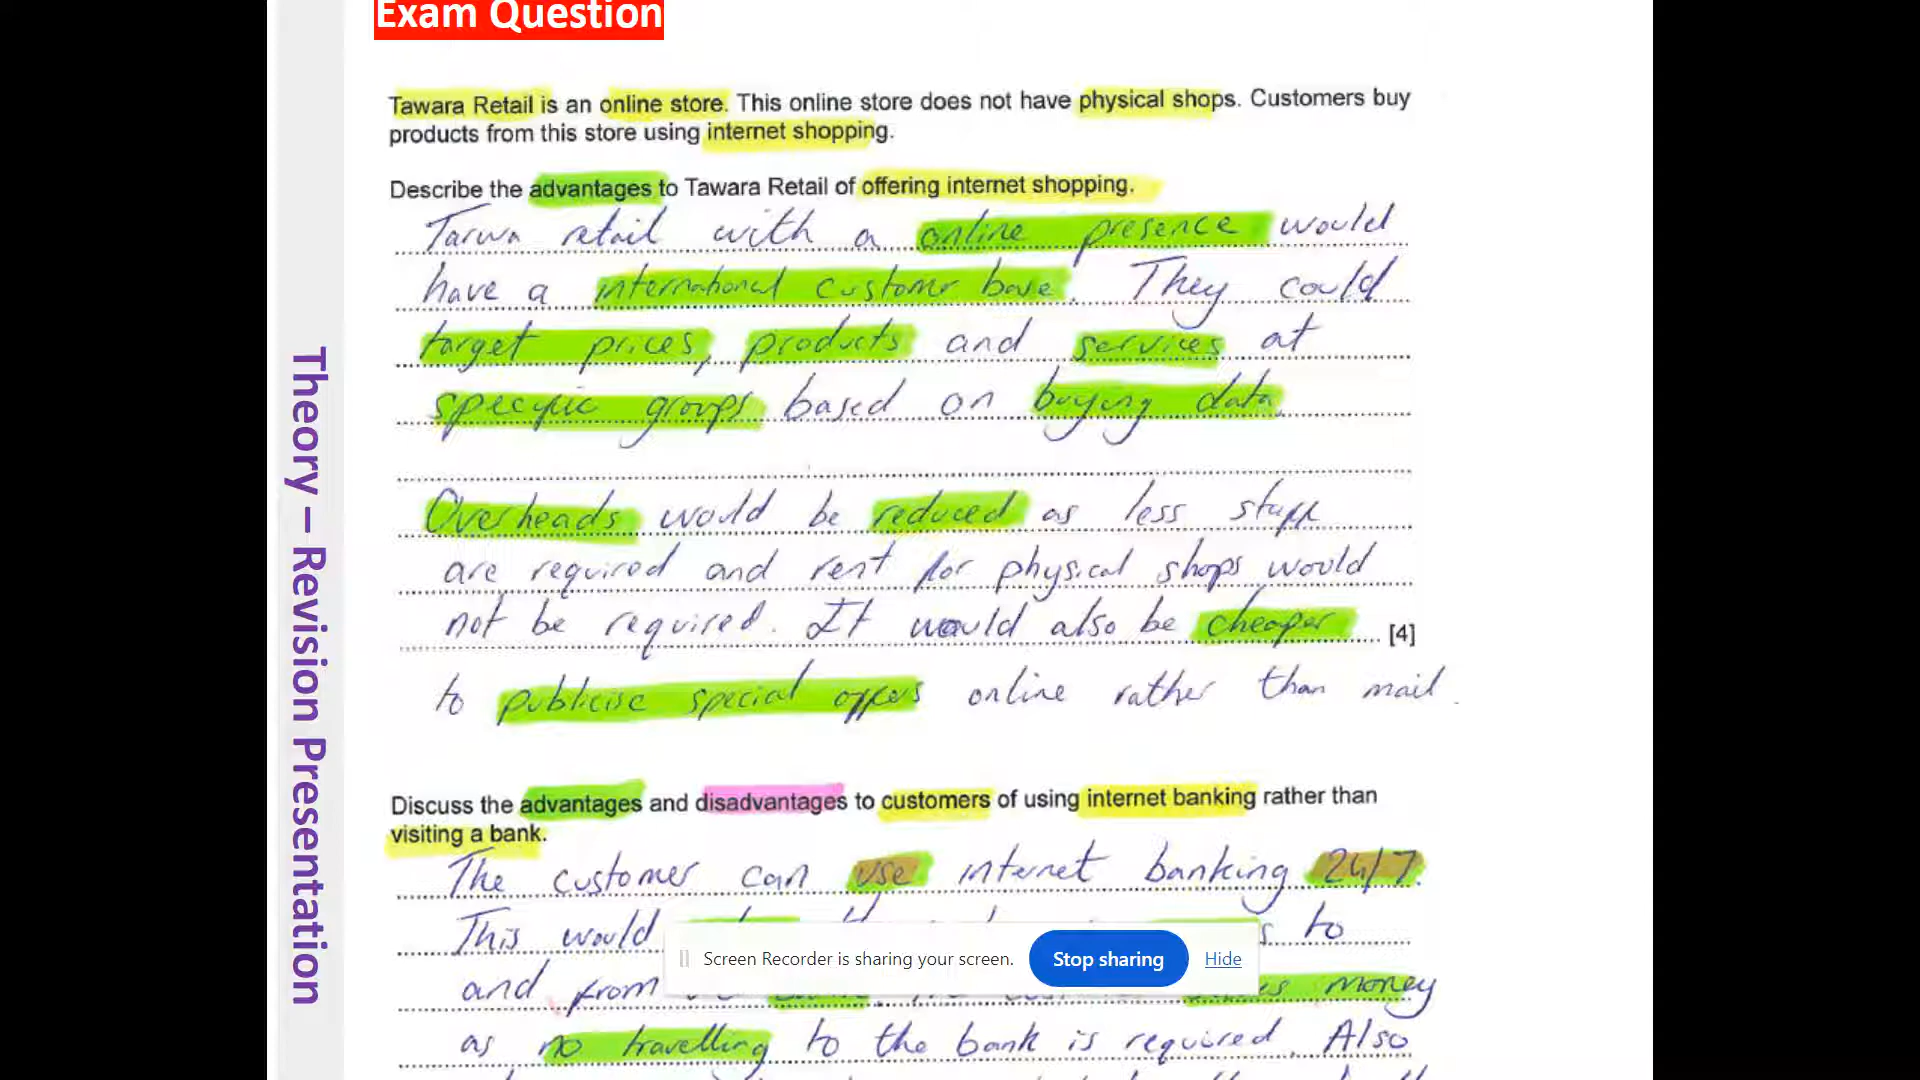 Exam Question
Tawara Retail is an online store. This online store does not have physical shops. Customers buy
products from this store using internet shopping.
Describe the advantages to Tawara Retail of offering internet shopping.
Tarwa retail with a online presence would
have a international customer base. They could
target prices, products and services at
specific groups based on buying data.
Overheads would be reduced as less staff
are required and rent for physical shops would
not be required. It would also be cheaper
[4]
to publicise special offers online rather than mail.
Discuss the advantages and disadvantages to customers of using internet banking rather than
visiting a bank.
The customer can use internet banking 24/7.
This would to
and from money
as no travelling to the bank is required. Also
Screen Recorder is sharing your screen.
Stop sharing
Hide
Theory – Revision Presentation